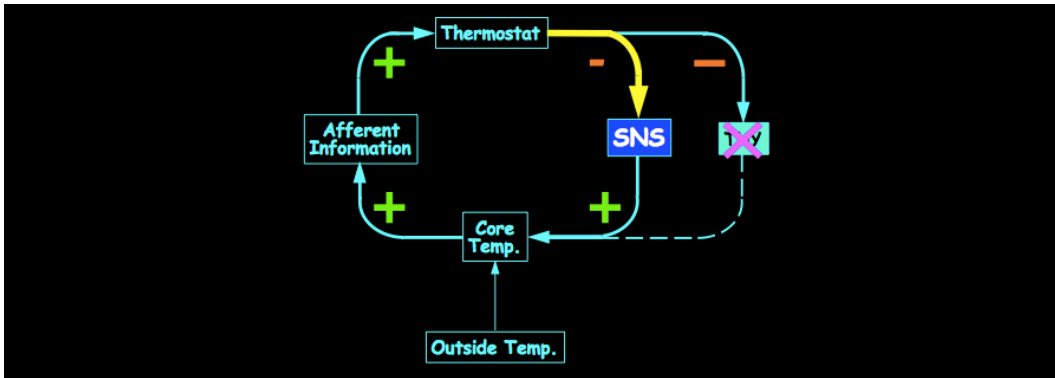 Thermostat
+
-
–
Afferent
Information
SNS
+
+
Core
Temp.
Outside Temp.